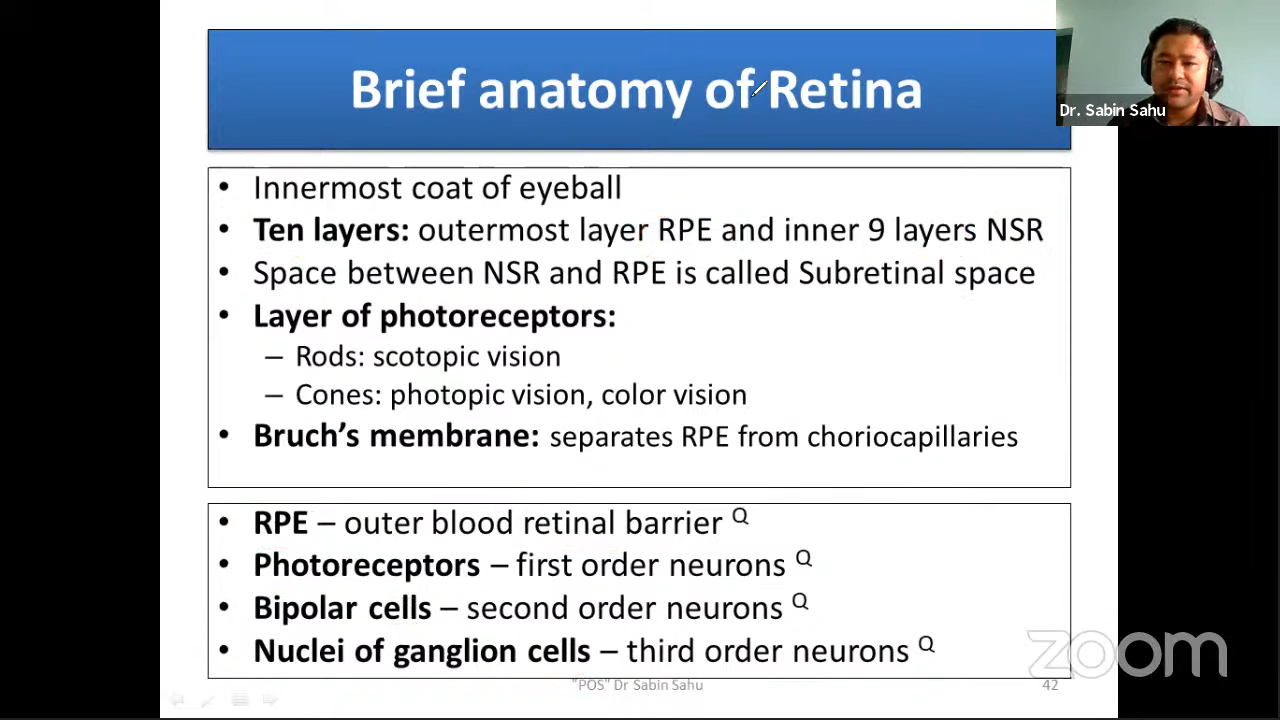 Brief anatomy of Retina
Dr. Sabin Sahu
• Innermost coat of eyeball
• Ten layers: outermost layer RPE and inner 9 layers NSR
• Space between NSR and RPE is called Subretinal space
• Layer of photoreceptors:
– Rods: scotopic vision
– Cones: photopic vision, color vision
• Bruch's membrane: separates RPE from choriocapillaries
• RPE – outer blood retinal barrier Q
• Photoreceptors – first order neurons Q
• Bipolar cells – second order neurons Q
• Nuclei of ganglion cells – third order neurons Q
zoom
"POS" Dr Sabin Sahu
42